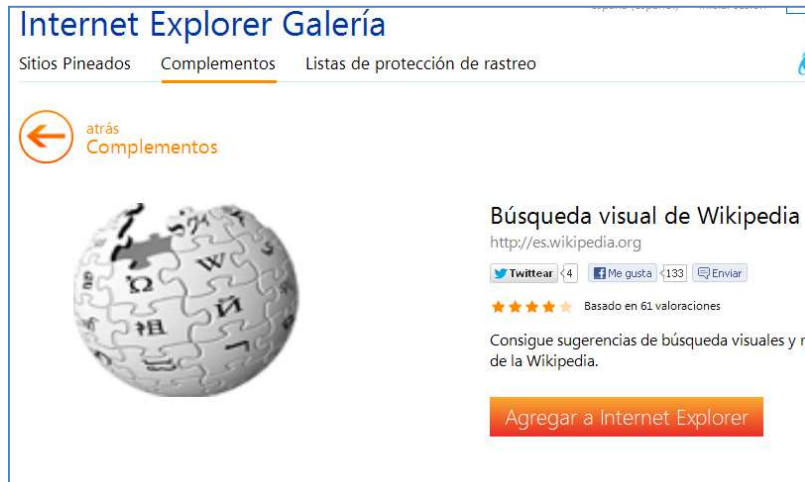 Internet Explorer Galería
Sitios Pineados Complementos Listas de protección de rastreo
atrás
Complementos
Búsqueda visual de Wikipedia
http://es.wikipedia.org
Twittear 4 Me gusta 133 Enviar
Basado en 61 valoraciones
Consigue sugerencias de búsqueda visuales y
de la Wikipedia.
Agregar a Internet Explorer
Ω W И
祖